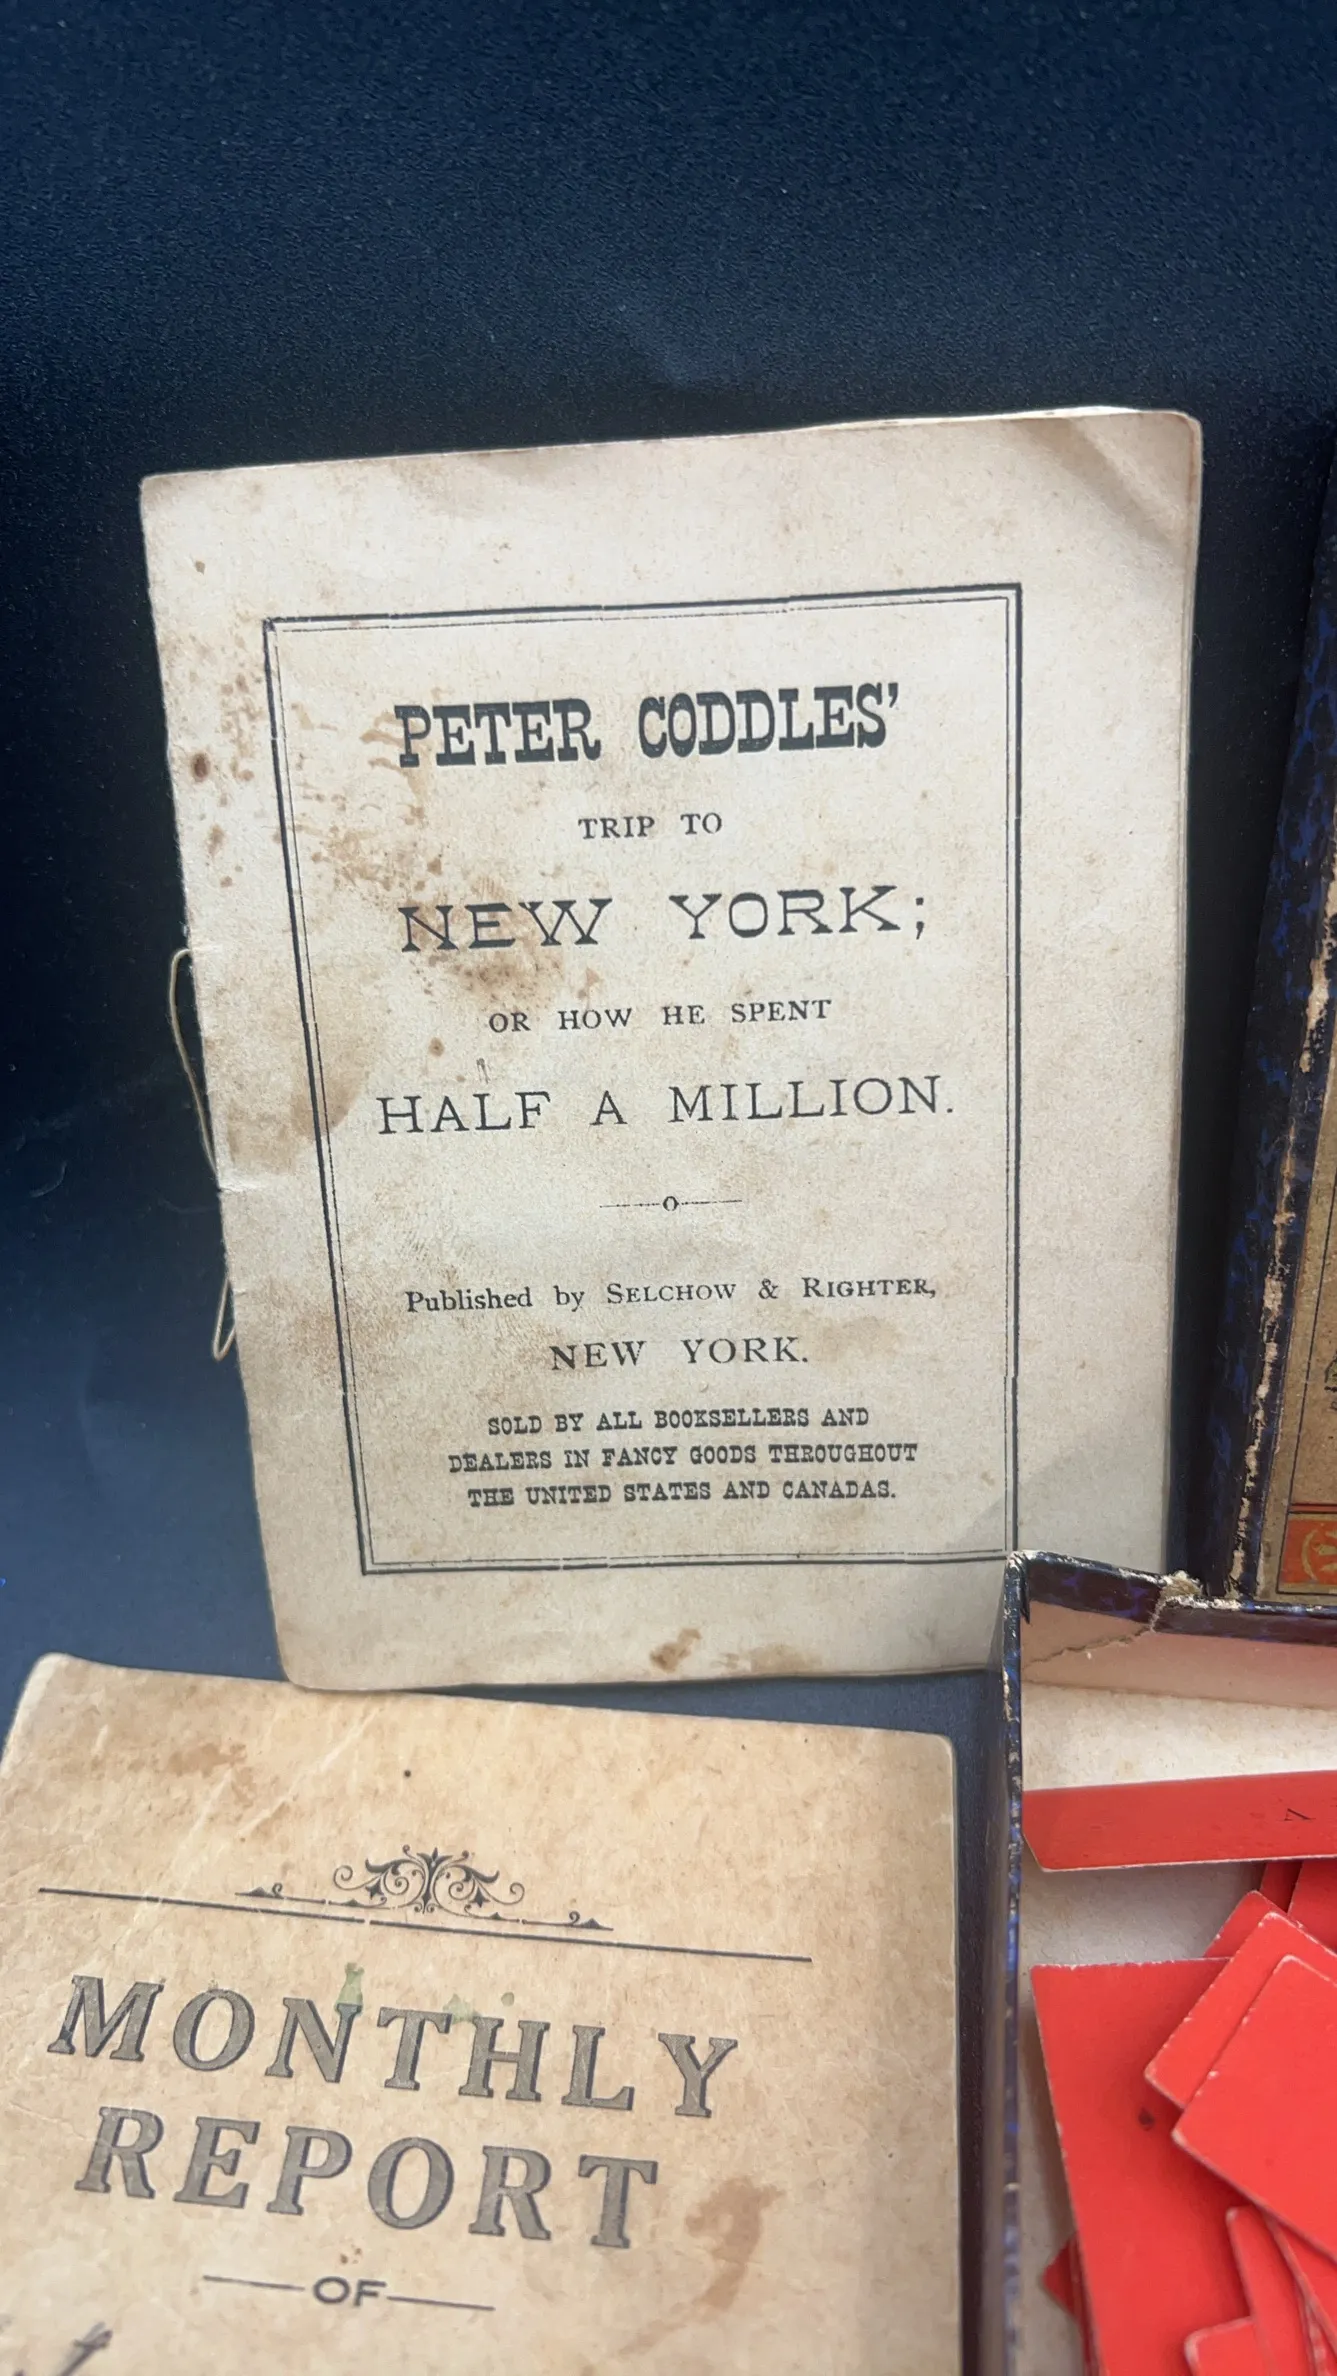 PETER CODDLES'
TRIP TO
NEW YORK;
OR HOW HE SPENT
HALF A MILLION.
Published by SELCHOW & RIGHTER,
NEW YORK.
SOLD BY ALL BOOKSELLERS AND
DEALERS IN FANCY GOODS THROUGHOUT
THE UNITED STATES AND CANADAS.
MONTHLY
REPORT
OF